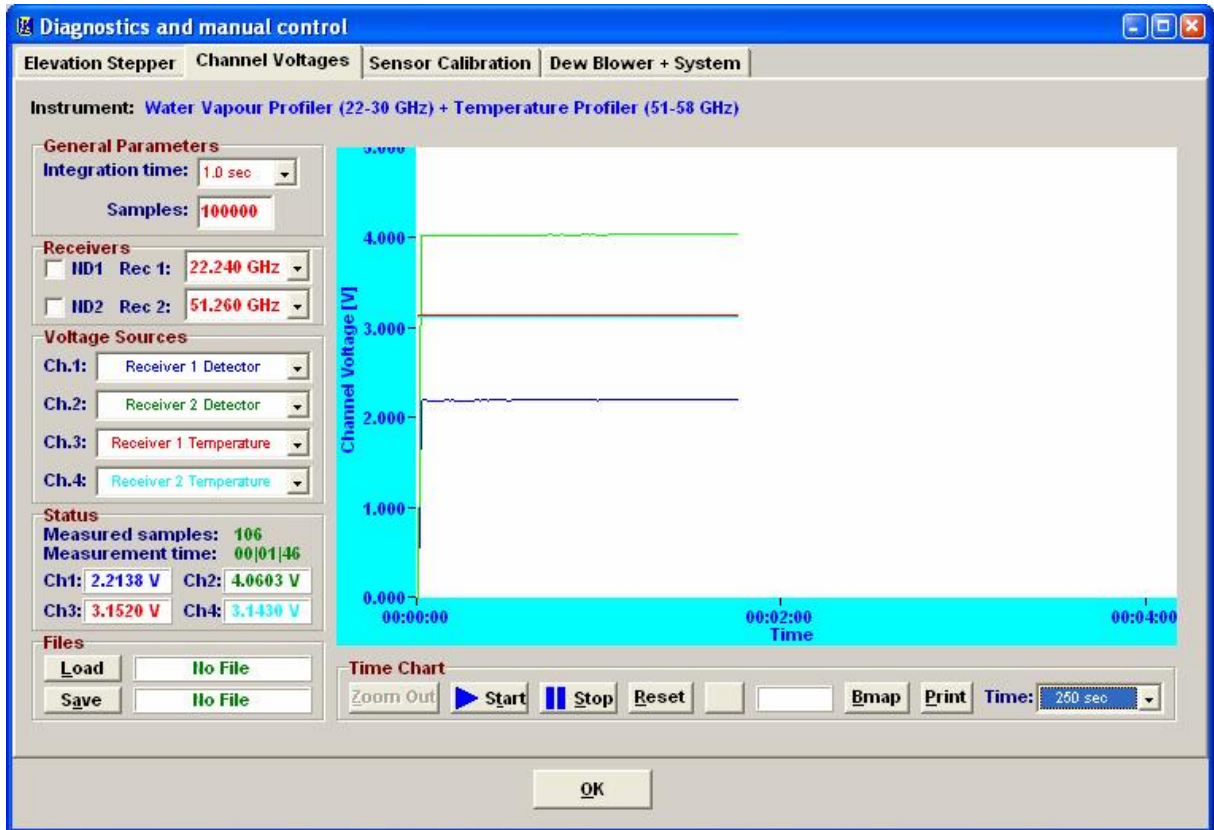 Diagnostics and manual control
Elevation Stepper Channel Voltages Sensor Calibration Dew Blower + System
Instrument: Water Vapour Profiler (22-30 GHz) + Temperature Profiler (51-58 GHz)
General Parameters
Integration time: 1.0 sec
Samples: 100000
Receivers
ND1 Rec 1: 22.240 GHz
ND2 Rec 2: 51.260 GHz
Voltage Sources
Ch.1: Receiver 1 Detector
Ch.2: Receiver 2 Detector
Ch.3: Receiver 1 Temperature
Ch.4: Receiver 2 Temperature
Status
Measured samples: 106
Measurement time: 00|01|46
Ch1: 2.2138 V Ch2: 4.0603 V
Ch3: 3.1520 V Ch4: 3.1430 V
Files
Load No File
Save No File
5.000
4.000
3.000
2.000
1.000
0.000
Channel Voltage [V]
00:00:00 00:02:00 00:04:00
Time
Time Chart
Zoom Out Start Stop Reset Bmap Print Time: 250 sec
OK